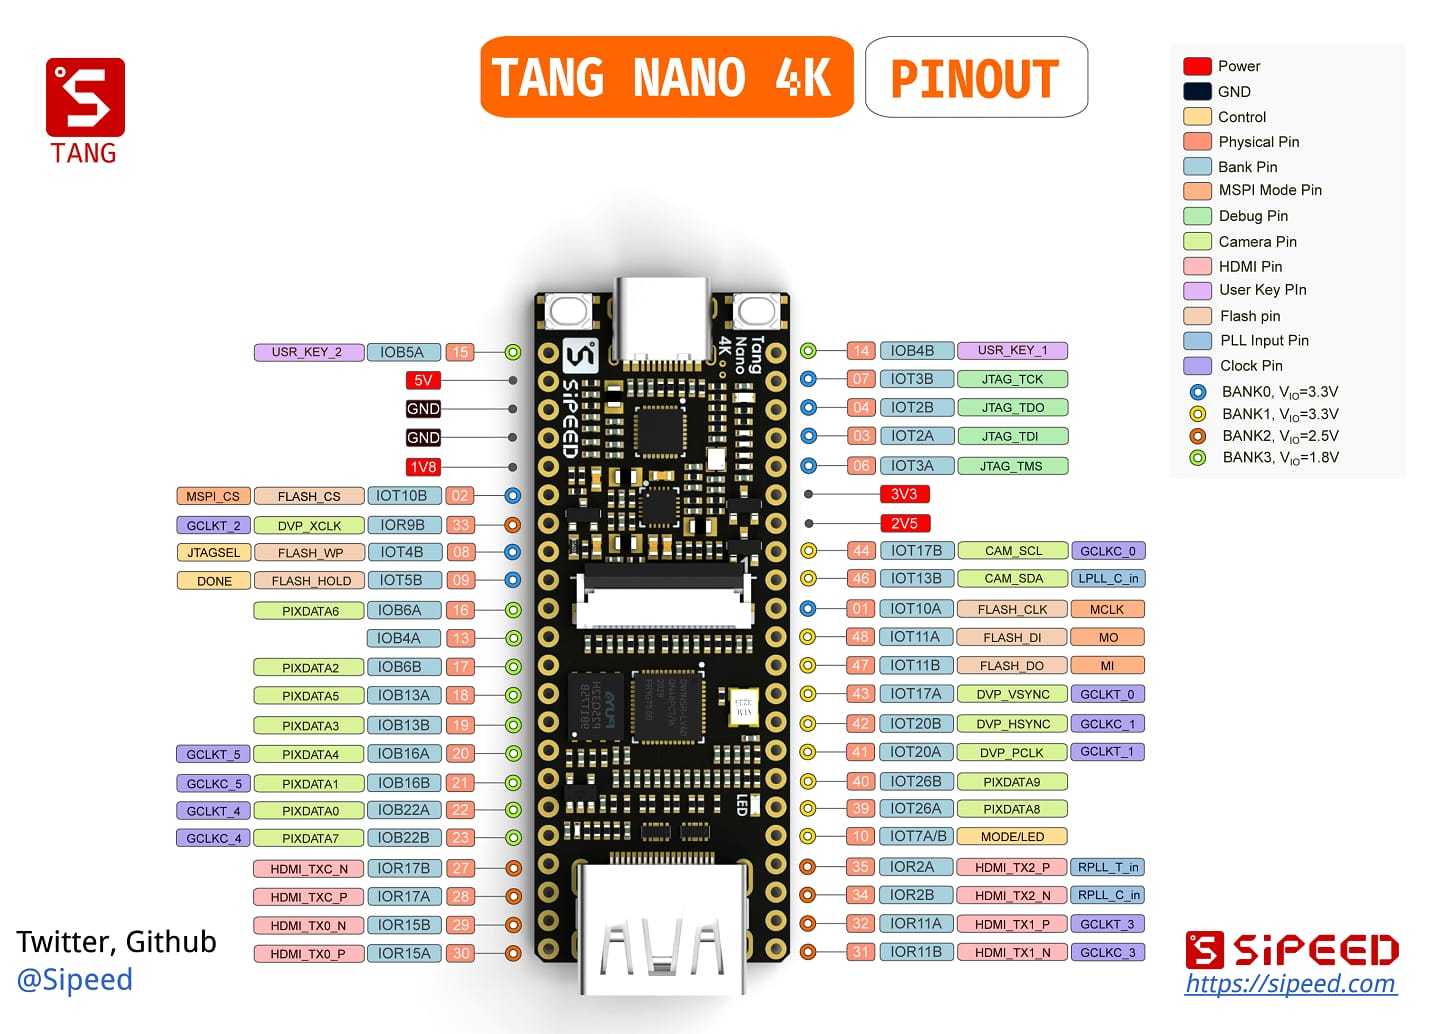 TANG NANO 4K PINOUT
TANG
Power
GND
Control
Physical Pin
Bank Pin
MSPI Mode Pin
Debug Pin
Camera Pin
HDMI Pin
User Key PIn
Flash pin
PLL Input Pin
Clock Pin
BANK0, VIO=3.3V
BANK1, VIO=3.3V
BANK2, VIO=2.5V
BANK3, VIO=1.8V
USR_KEY_2 IOB5A 15
5V
GND
GND
1V8
MSPI_CS FLASH_CS IOT10B 02
GCLKT_2 DVP_XCLK IOR9B 33
JTAGSEL FLASH_WP IOT4B 08
DONE FLASH_HOLD IOT5B 09
PIXDATA6 IOB6A 16
IOB4A 13
PIXDATA2 IOB6B 17
PIXDATA5 IOB13A 18
PIXDATA3 IOB13B 19
GCLKT_5 PIXDATA4 IOB16A 20
GCLKC_5 PIXDATA1 IOB16B 21
GCLKT_4 PIXDATA0 IOB22A 22
GCLKC_4 PIXDATA7 IOB22B 23
HDMI_TXC_N IOR17B 27
HDMI_TXC_P IOR17A 28
HDMI_TX0_N IOR15B 29
HDMI_TX0_P IOR15A 30
SiPEED
Tang
Nano
4K
LED
14 IOB4B USR_KEY_1
07 IOT3B JTAG_TCK
04 IOT2B JTAG_TDO
03 IOT2A JTAG_TDI
06 IOT3A JTAG_TMS
3V3
2V5
44 IOT17B CAM_SCL GCLKC_0
46 IOT13B CAM_SDA LPLL_C_in
01 IOT10A FLASH_CLK MCLK
48 IOT11A FLASH_DI MO
47 IOT11B FLASH_DO MI
43 IOT17A DVP_VSYNC GCLKT_0
42 IOT20B DVP_HSYNC GCLKC_1
41 IOT20A DVP_PCLK GCLKT_1
40 IOT26B PIXDATA9
39 IOT26A PIXDATA8
10 IOT7A/B MODE/LED
35 IOR2A HDMI_TX2_P RPLL_T_in
34 IOR2B HDMI_TX2_N RPLL_C_in
32 IOR11A HDMI_TX1_P GCLKT_3
31 IOR11B HDMI_TX1_N GCLKC_3
Twitter, Github
@Sipeed
SiPEED
https://sipeed.com